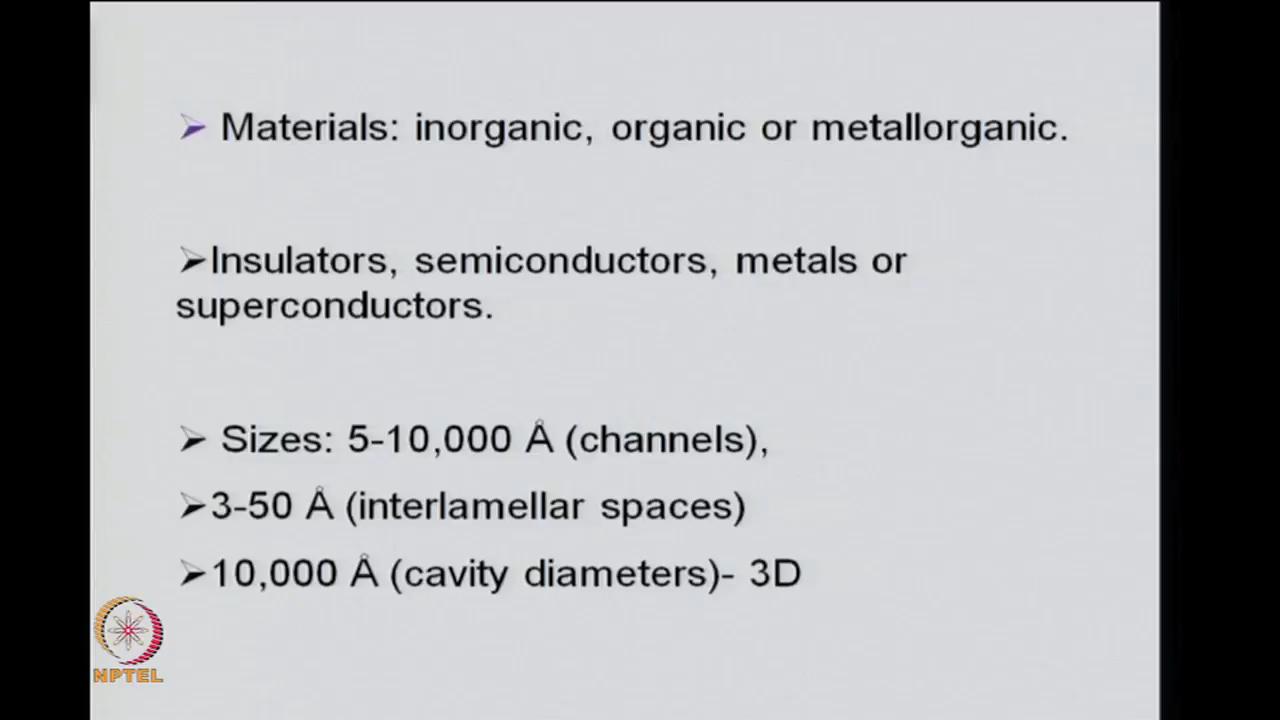 ➢ Materials: inorganic, organic or metallorganic.
➢Insulators, semiconductors, metals or
superconductors.
➢ Sizes: 5-10,000 Å (channels),
➢3-50 Å (interlamellar spaces)
➢10,000 Å (cavity diameters)- 3D
NPTEL